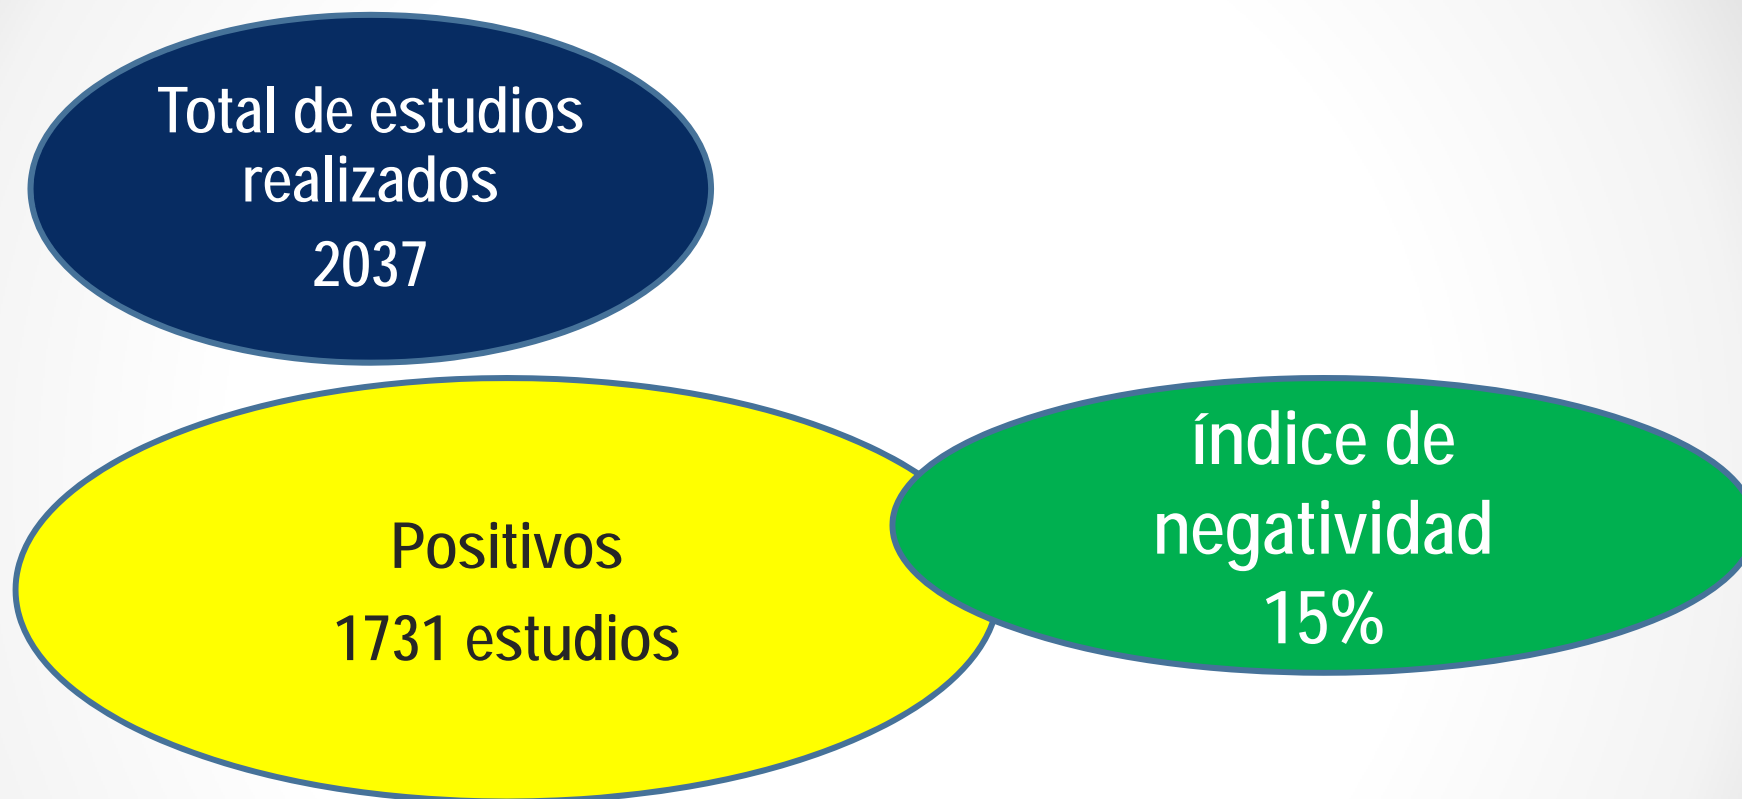 Total de estudios
realizados
2037
Positivos
1731 estudios
índice de
negatividad
15%